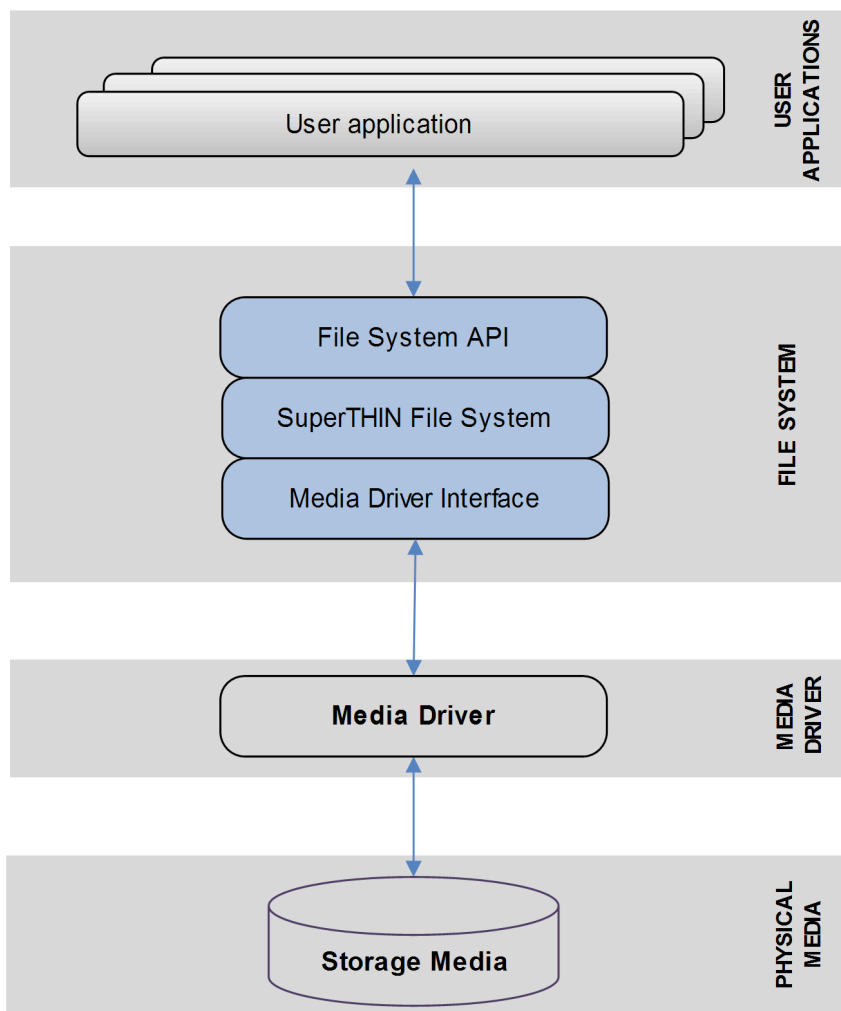 User application
USER
APPLICATIONS
File System API
SuperTHIN File System
Media Driver Interface
FILE SYSTEM
Media Driver
MEDIA
DRIVER
Storage Media
PHYSICAL
MEDIA